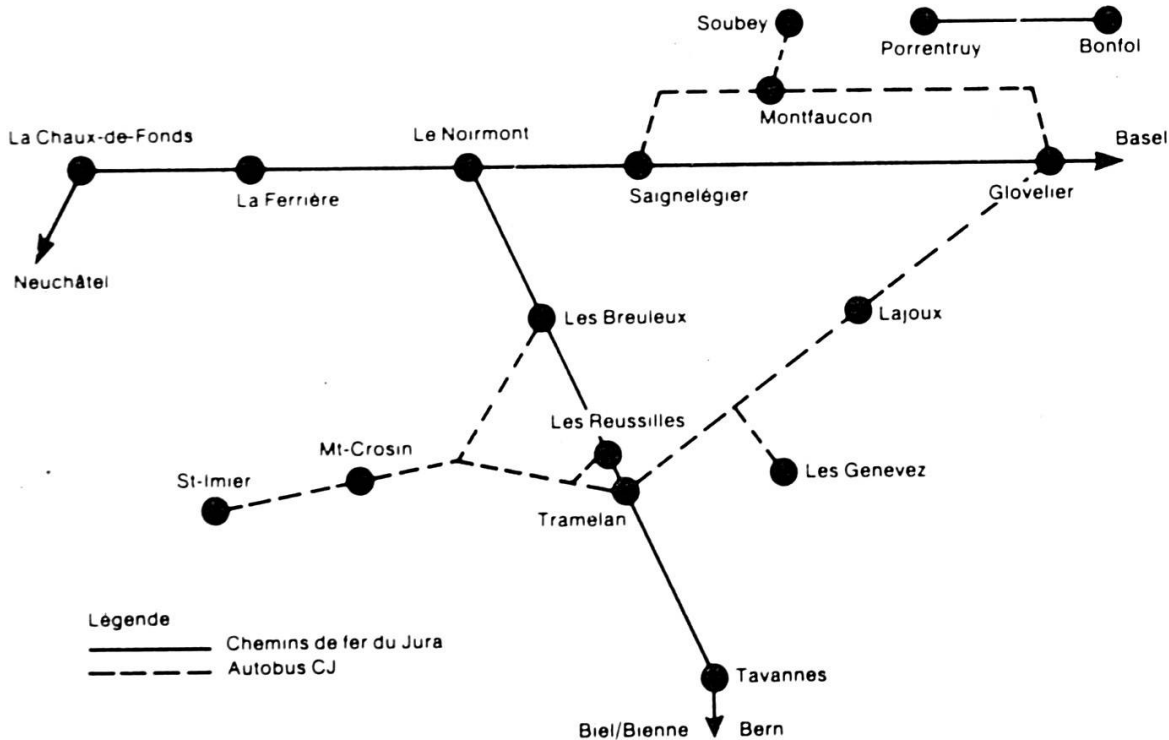 Soubey
Porrentruy
Bonfol
Montfaucon
La Chaux-de-Fonds
Le Noirmont
Basel
La Ferrière
Saignelégier
Glovelier
Neuchâtel
Les Breuleux
Lajoux
Les Reussilles
Mt-Crosin
St-Imier
Les Genevez
Tramelan
Légende
Chemins de fer du Jura
Autobus CJ
Tavannes
Biel/Bienne
Bern